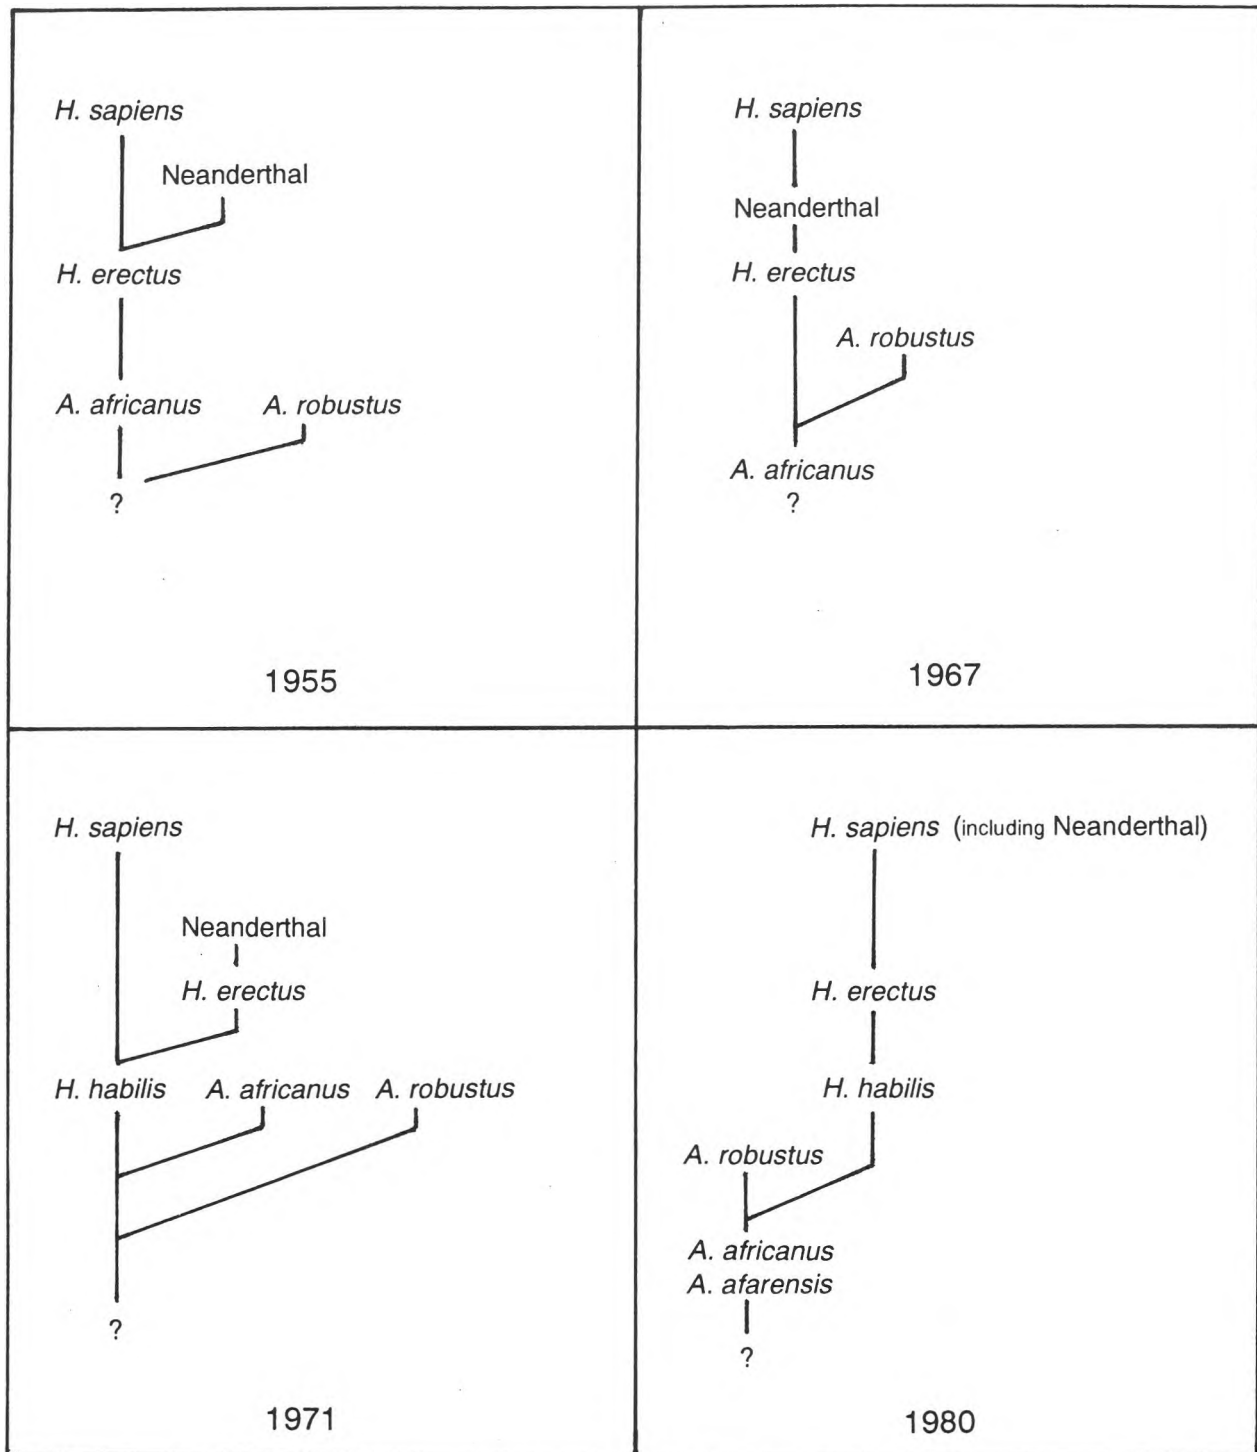 H. sapiens
Neanderthal
H. erectus
A. africanus A. robustus
?
1955
H. sapiens
Neanderthal
H. erectus
A. robustus
A. africanus
?
1967
H. sapiens
Neanderthal
H. erectus
H. habilis A. africanus A. robustus
?
1971
H. sapiens (including Neanderthal)
H. erectus
H. habilis
A. robustus
A. africanus
A. afarensis
?
1980